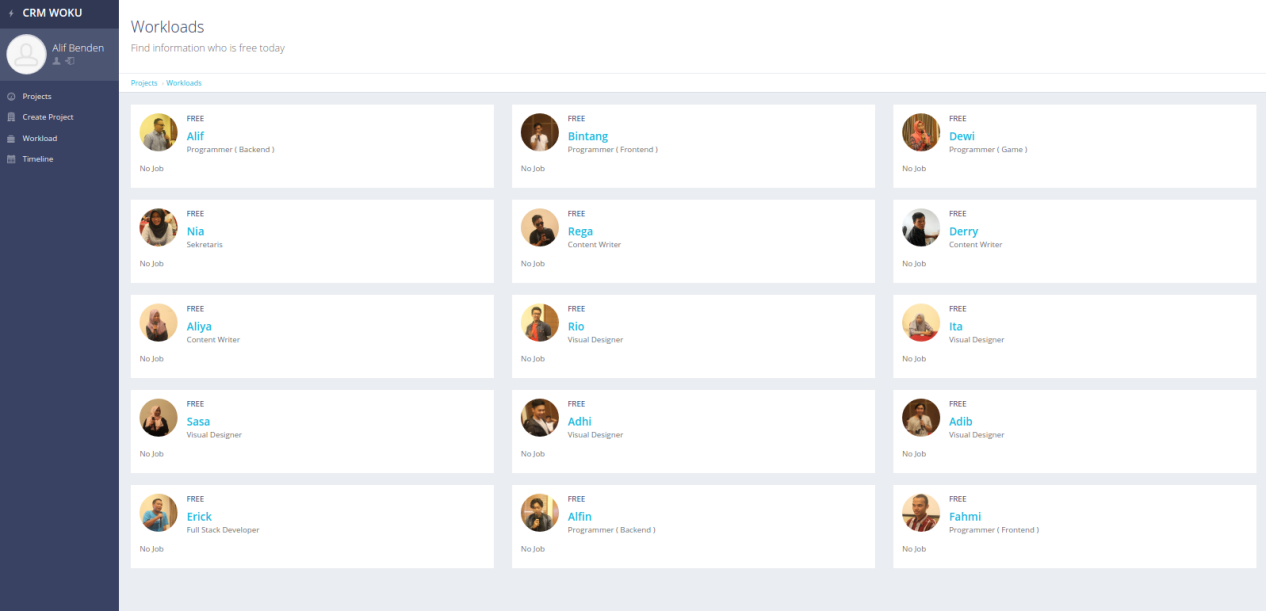 CRM WOKU
Alif Benden
Projects
Create Project
Workload
Timeline
Workloads
Find information who is free today
Projects › Workloads
FREE
Alif
Programmer ( Backend )
No Job
FREE
Bintang
Programmer ( Frontend )
No Job
FREE
Dewi
Programmer ( Game )
No Job
FREE
Nia
Sekretaris
No Job
FREE
Rega
Content Writer
No Job
FREE
Derry
Content Writer
No Job
FREE
Aliya
Content Writer
No Job
FREE
Rio
Visual Designer
No Job
FREE
Ita
Visual Designer
No Job
FREE
Sasa
Visual Designer
No Job
FREE
Adhi
Visual Designer
No Job
FREE
Adib
Visual Designer
No Job
FREE
Erick
Full Stack Developer
No Job
FREE
Alfin
Programmer ( Backend )
No Job
FREE
Fahmi
Programmer ( Frontend )
No Job